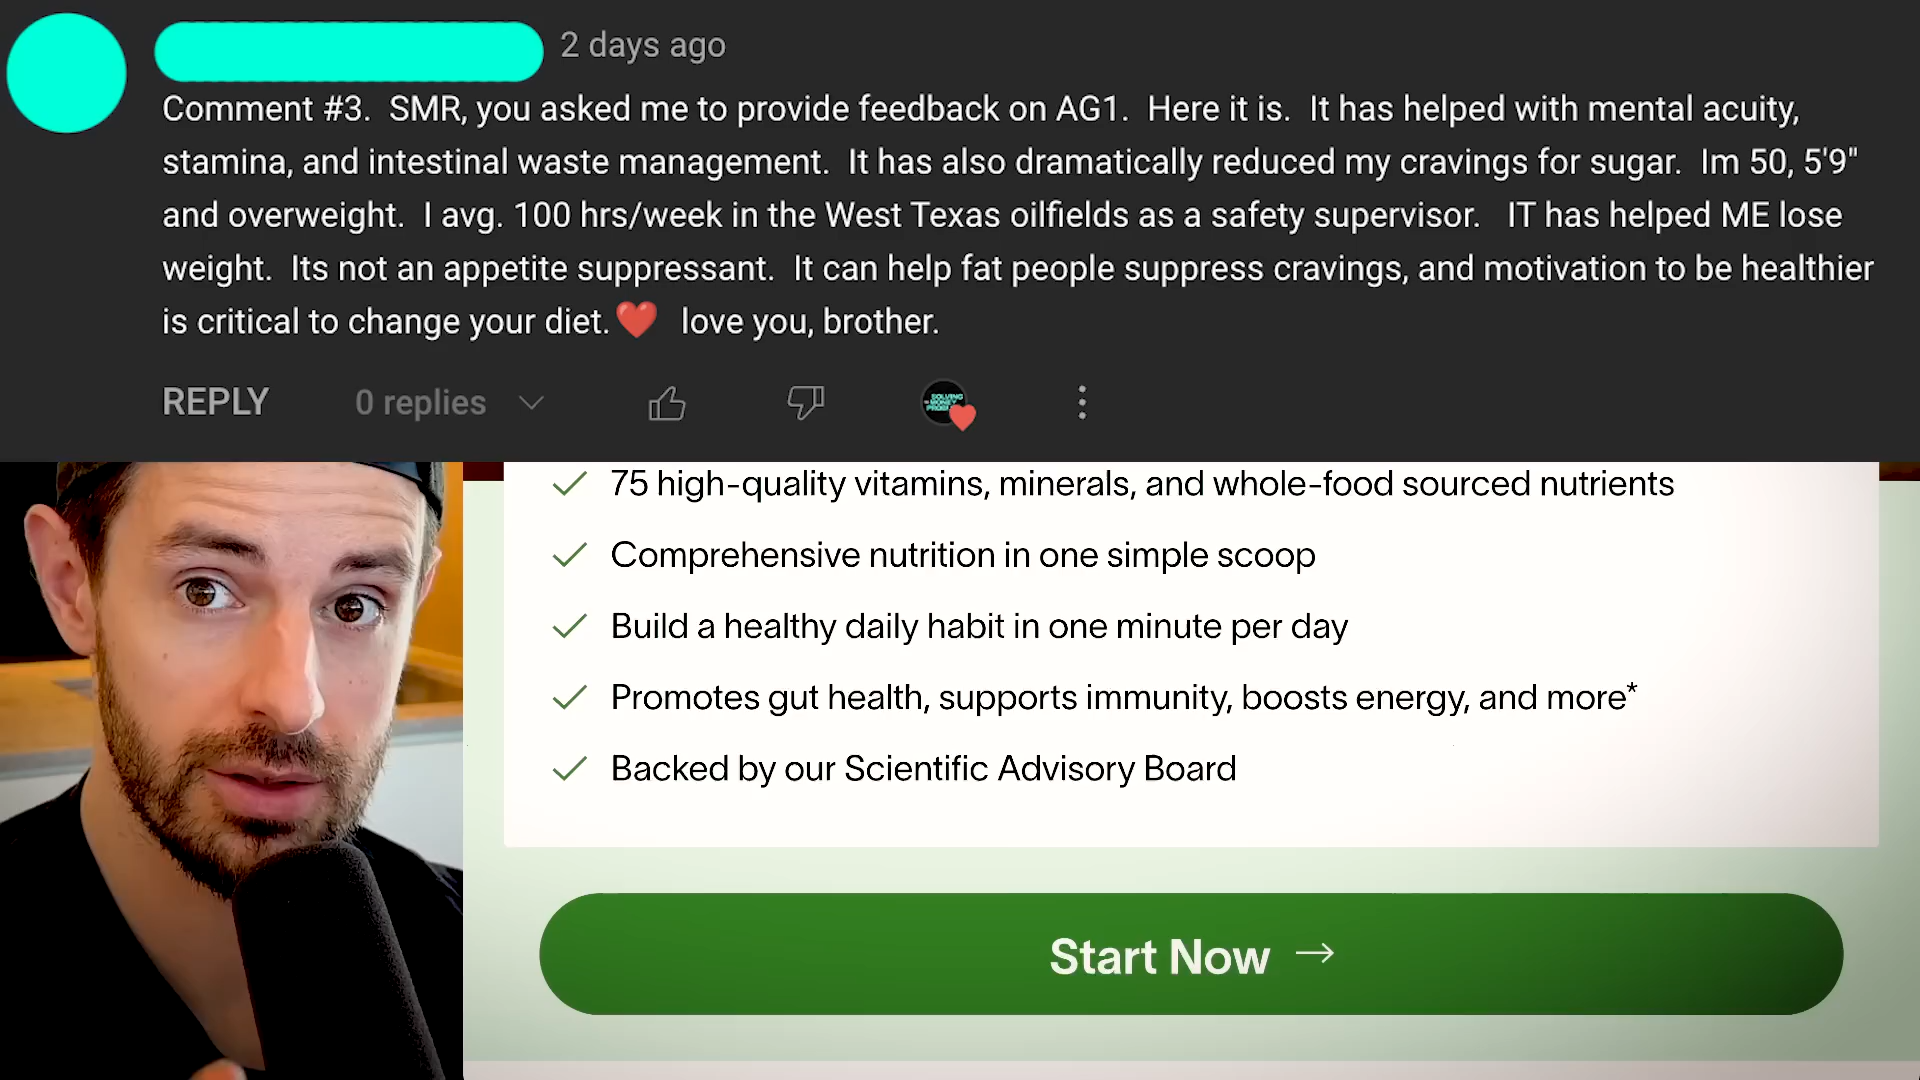 2 days ago
Comment #3.  SMR, you asked me to provide feedback on AG1.  Here it is.  It has helped with mental acuity,
stamina, and intestinal waste management.  It has also dramatically reduced my cravings for sugar.  Im 50, 5'9"
and overweight.  I avg. 100 hrs/week in the West Texas oilfields as a safety supervisor.   IT has helped ME lose
weight.  Its not an appetite suppressant.  It can help fat people suppress cravings, and motivation to be healthier
is critical to change your diet.❤️  love you, brother.
REPLY 0 replies
SOLVING
MONEY
75 high-quality vitamins, minerals, and whole-food sourced nutrients
Comprehensive nutrition in one simple scoop
Build a healthy daily habit in one minute per day
Promotes gut health, supports immunity, boosts energy, and more*
Backed by our Scientific Advisory Board
Start Now →